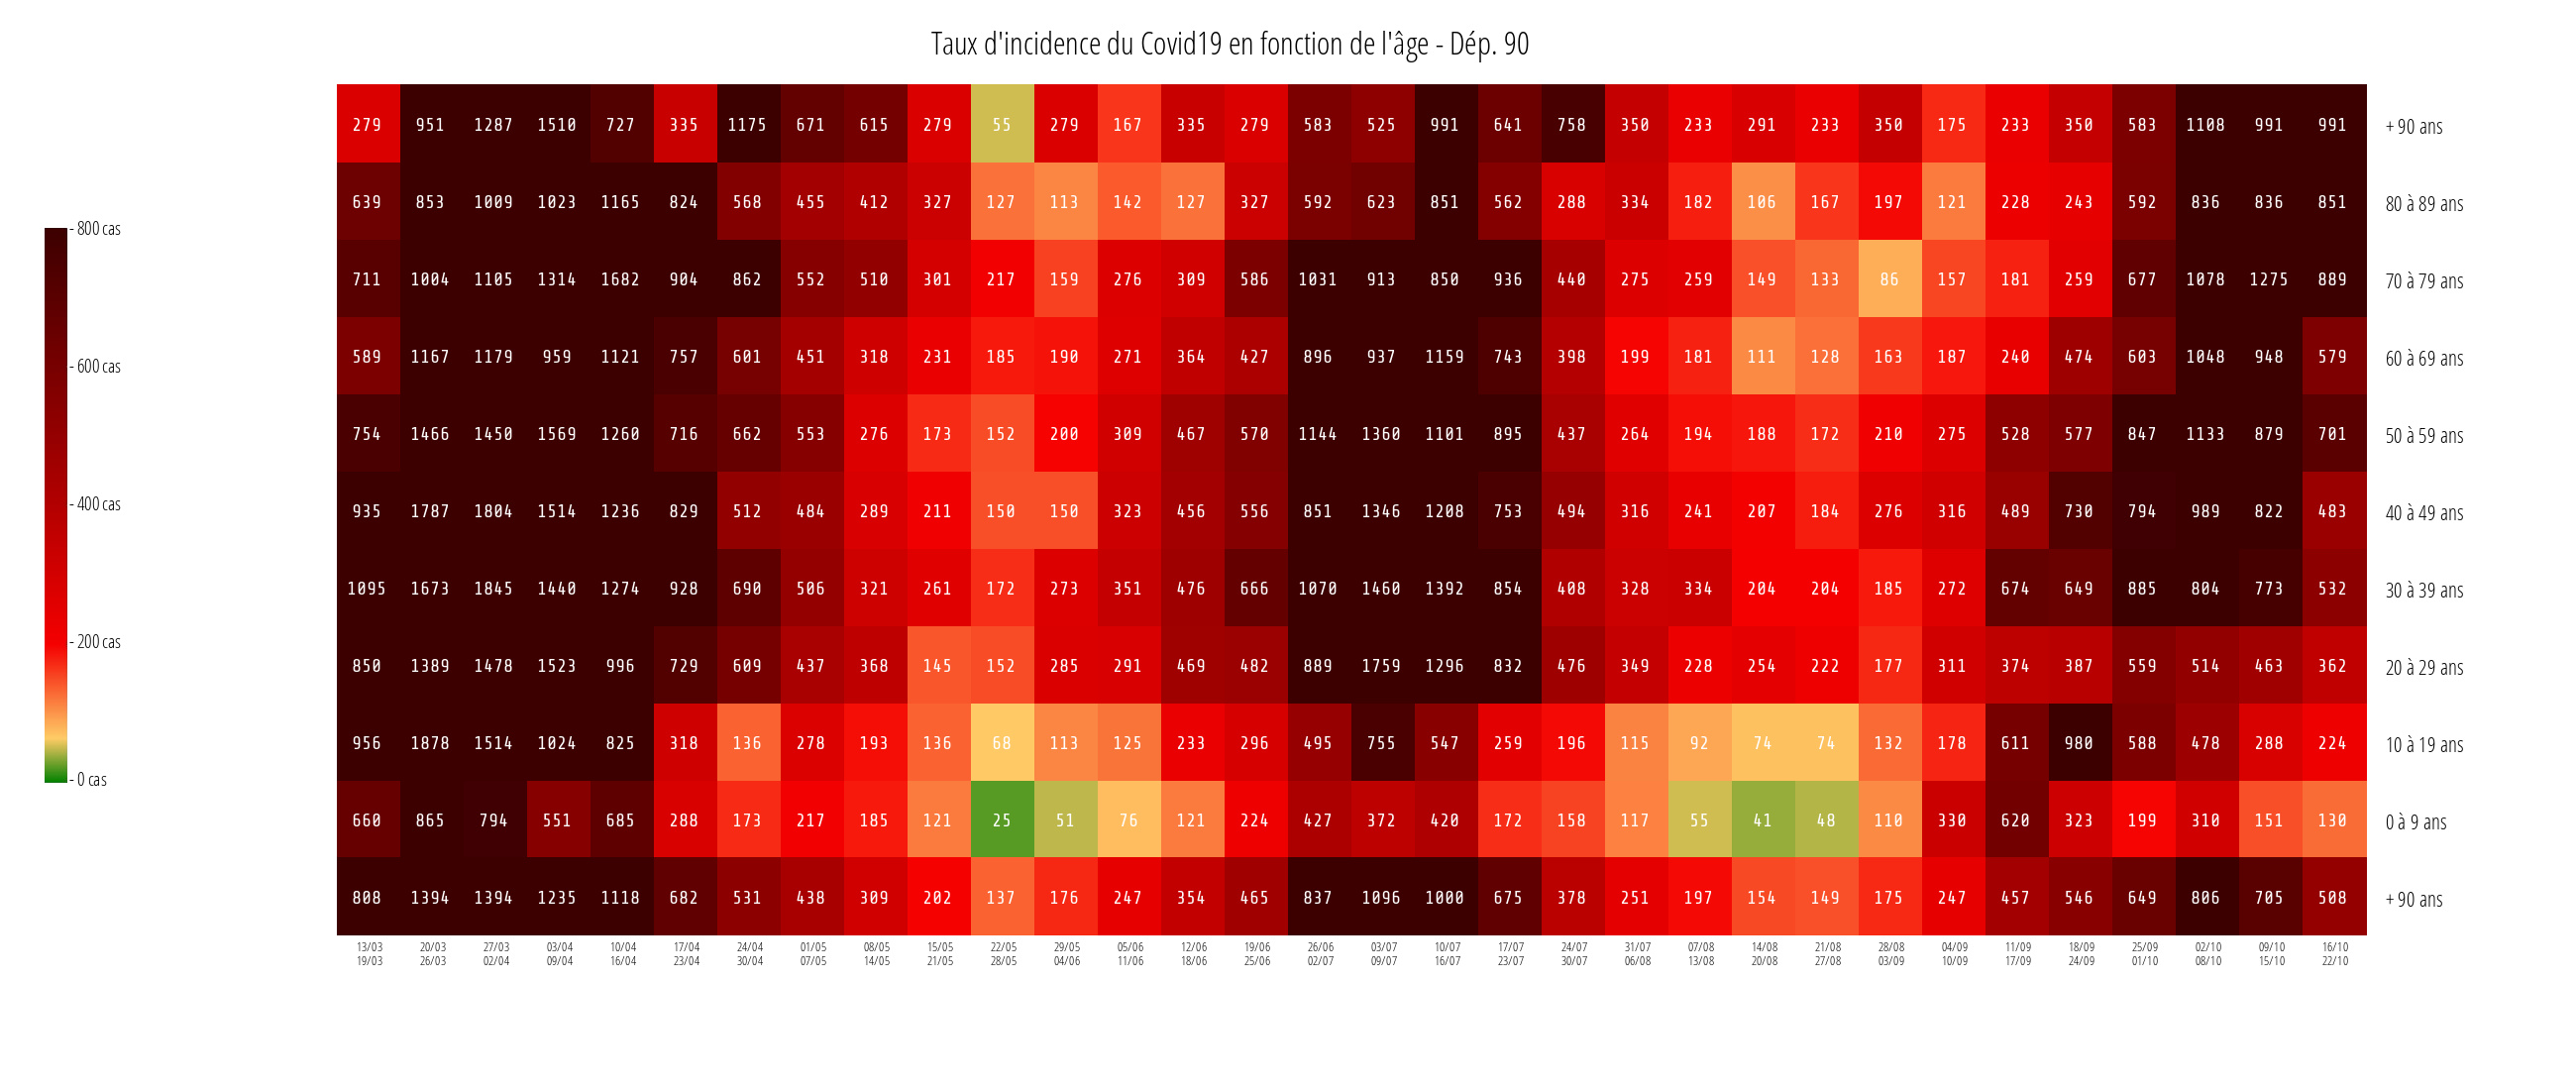 Taux d'incidence du Covid19 en fonction de l'âge - Dép. 90
279 951 1287 1510 727 335 1175 671 615 279 55 279 167 335 279 583 525 991 641 758 350 233 291 233 350 175 233 350 583 1108 991 991 + 90 ans
639 853 1009 1023 1165 824 568 455 412 327 127 113 142 127 327 592 623 851 562 288 334 182 106 167 197 121 228 243 592 836 836 851 80 à 89 ans
- 800 cas
711 1004 1105 1314 1682 904 862 552 510 301 217 159 276 309 586 1031 913 850 936 440 275 259 149 133 86 157 181 259 677 1078 1275 889 70 à 79 ans
589 1167 1179 959 1121 757 601 451 318 231 185 190 271 364 427 896 937 1159 743 398 199 181 111 128 163 187 240 474 603 1048 948 579 60 à 69 ans
- 600 cas
754 1466 1450 1569 1260 716 662 553 276 173 152 200 309 467 570 1144 1360 1101 895 437 264 194 188 172 210 275 528 577 847 1133 879 701 50 à 59 ans
- 400 cas
935 1787 1804 1514 1236 829 512 484 289 211 150 150 323 456 556 851 1346 1208 753 494 316 241 207 184 276 316 489 730 794 989 822 483 40 à 49 ans
1095 1673 1845 1440 1274 928 690 506 321 261 172 273 351 476 666 1070 1460 1392 854 408 328 334 204 204 185 272 674 649 885 804 773 532 30 à 39 ans
- 200 cas
850 1389 1478 1523 996 729 609 437 368 145 152 285 291 469 482 889 1759 1296 832 476 349 228 254 222 177 311 374 387 559 514 463 362 20 à 29 ans
956 1878 1514 1024 825 318 136 278 193 136 68 113 125 233 296 495 755 547 259 196 115 92 74 74 132 178 611 980 588 478 288 224 10 à 19 ans
- 0 cas
660 865 794 551 685 288 173 217 185 121 25 51 76 121 224 427 372 420 172 158 117 55 41 48 110 330 620 323 199 310 151 130 0 à 9 ans
808 1394 1394 1235 1118 682 531 438 309 202 137 176 247 354 465 837 1096 1000 675 378 251 197 154 149 175 247 457 546 649 806 705 508 + 90 ans
13/03 20/03 27/03 03/04 10/04 17/04 24/04 01/05 08/05 15/05 22/05 29/05 05/06 12/06 19/06 26/06 03/07 10/07 17/07 24/07 31/07 07/08 14/08 21/08 28/08 04/09 11/09 18/09 25/09 02/10 09/10 16/10
19/03 26/03 02/04 09/04 16/04 23/04 30/04 07/05 14/05 21/05 28/05 04/06 11/06 18/06 25/06 02/07 09/07 16/07 23/07 30/07 06/08 13/08 20/08 27/08 03/09 10/09 17/09 24/09 01/10 08/10 15/10 22/10